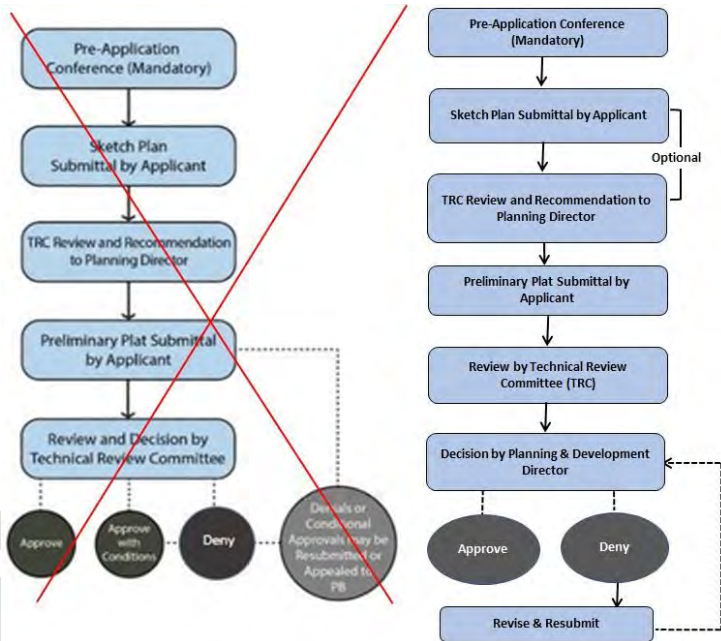 Pre-Application
Conference (Mandatory)
Sketch Plan
Submittal by Applicant
TRC Review and Recommendation
to Planning Director
Preliminary Plat Submittal
by Applicant
Review and Decision by
Technical Review Committee
Approve
Approve
with
Conditions
Deny
Denials or
Conditional
Approvals may be
Resubmitted or
Appealed to
PB
Pre-Application Conference
(Mandatory)
Sketch Plan Submittal by Applicant
Optional
TRC Review and Recommendation to
Planning Director
Preliminary Plat Submittal by
Applicant
Review by Technical Review
Committee (TRC)
Decision by Planning & Development
Director
Approve
Deny
Revise & Resubmit